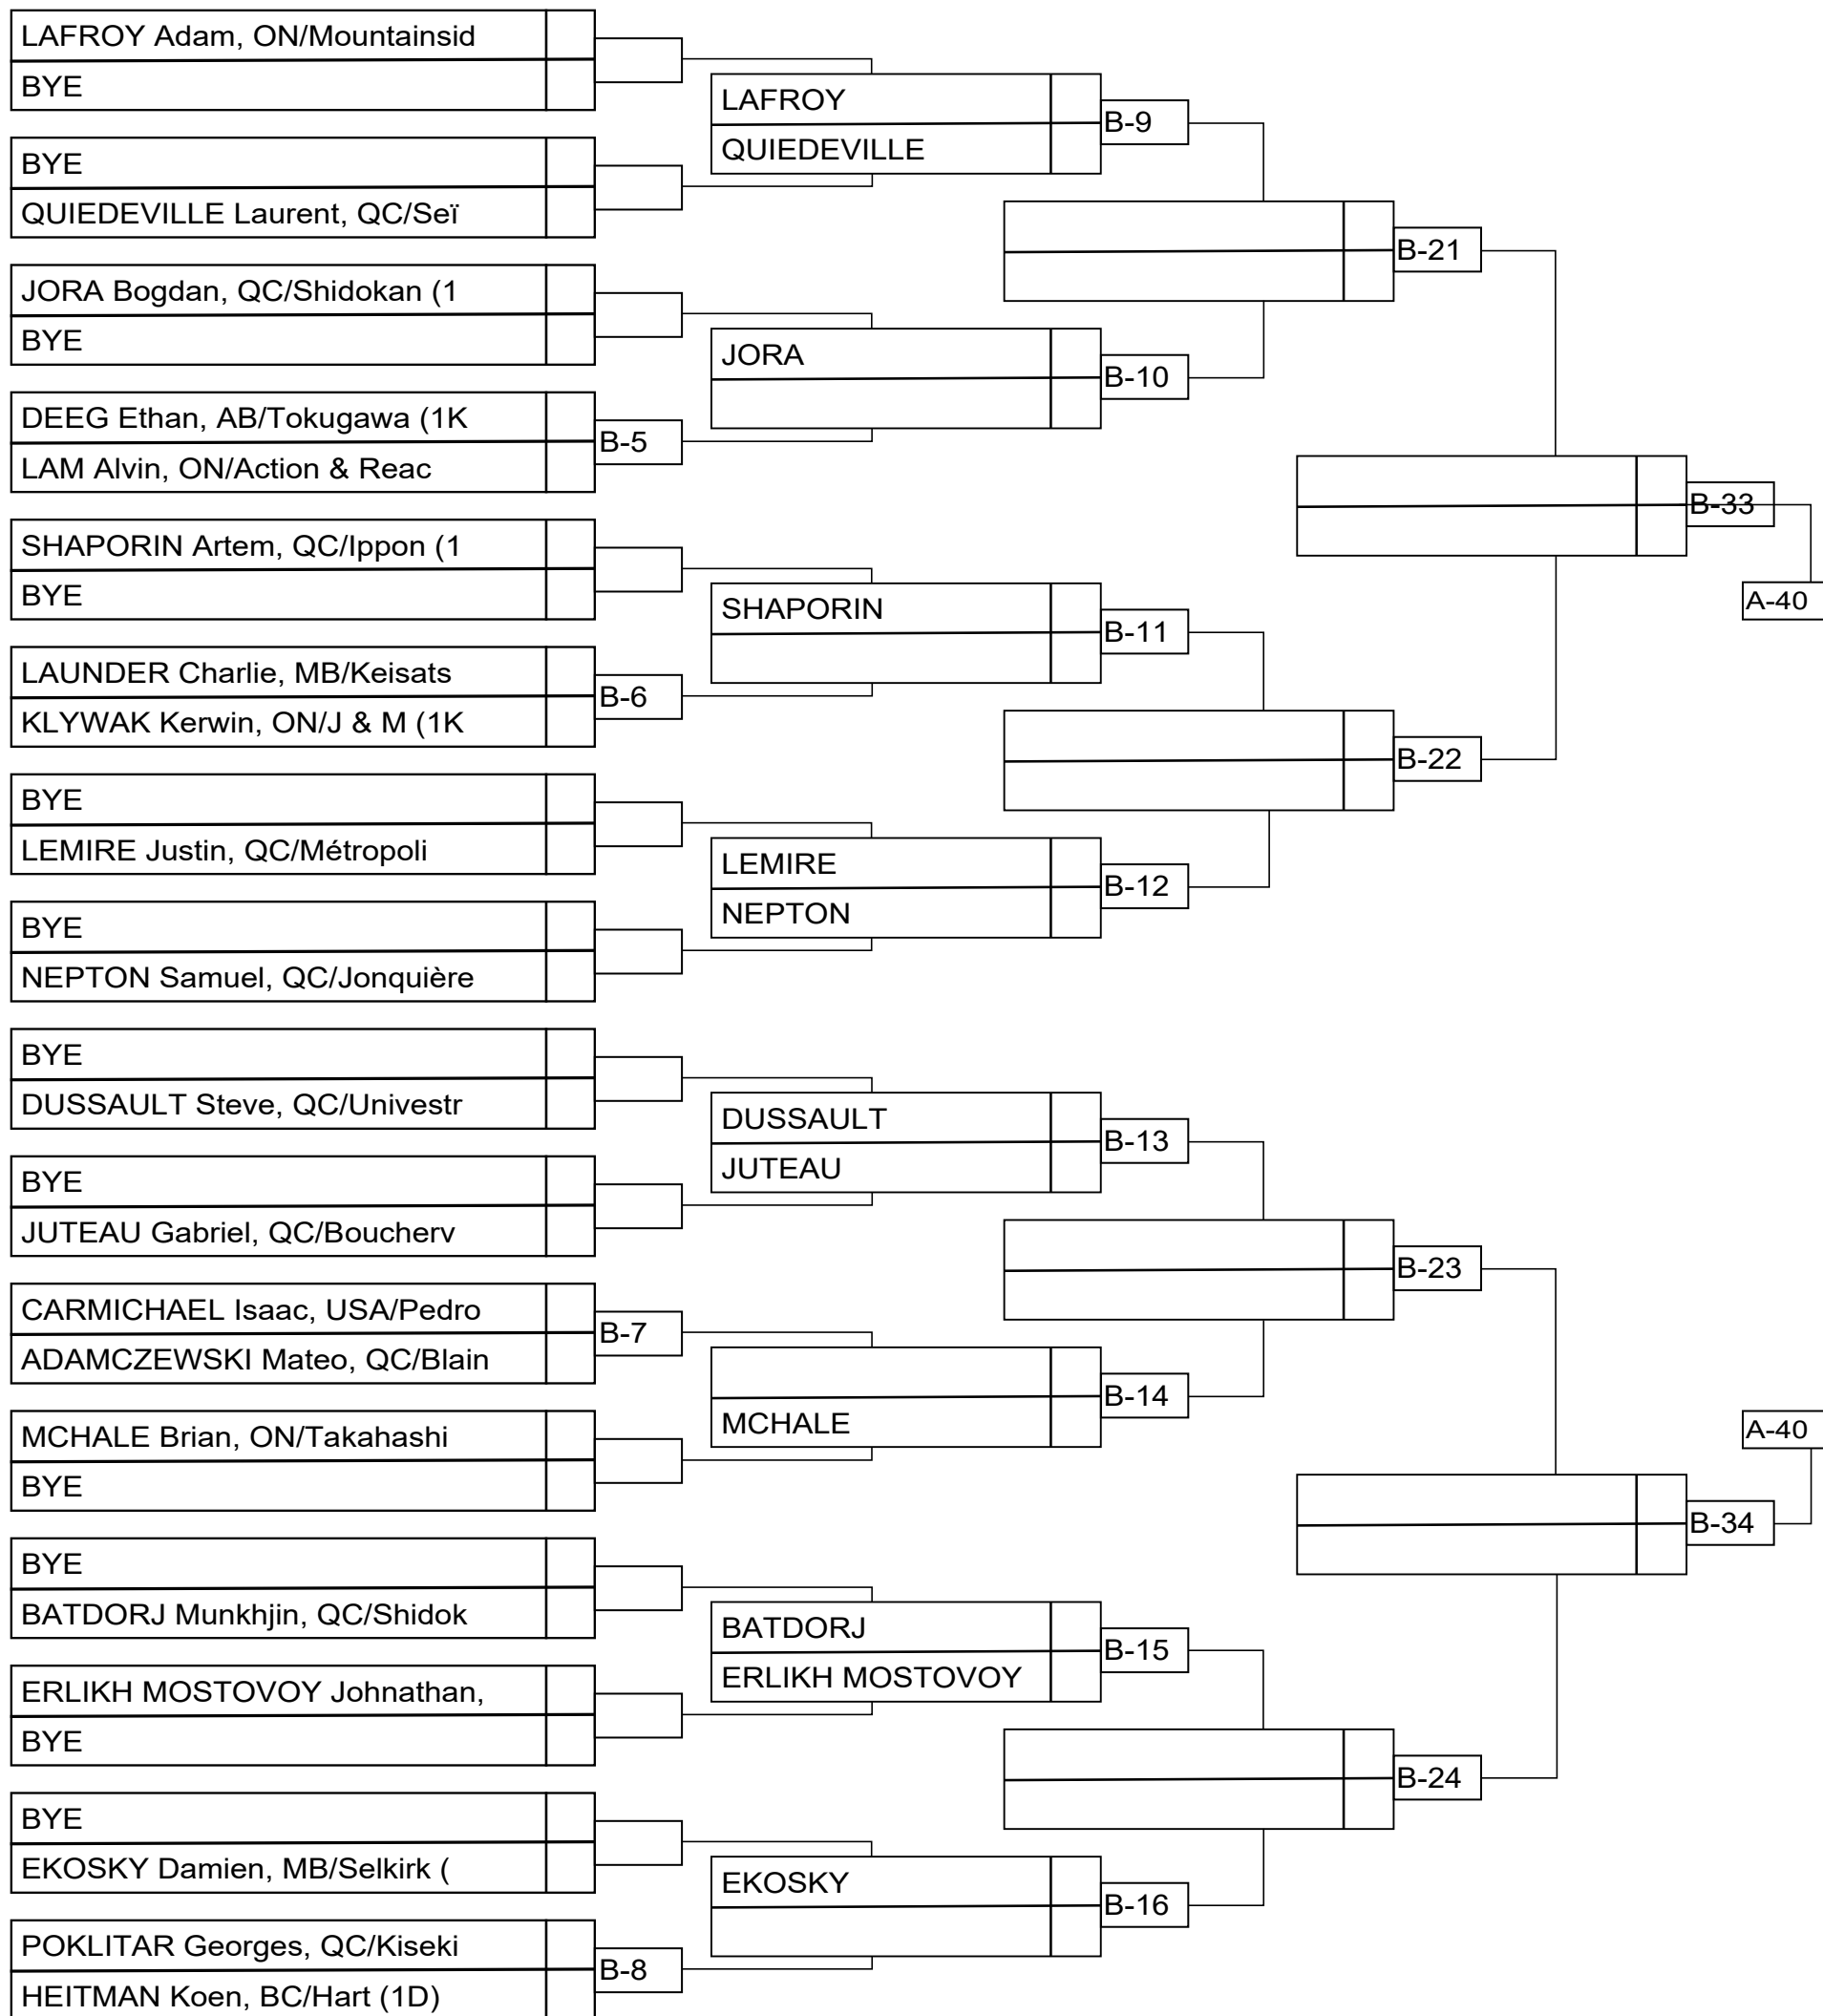 LAFROY Adam, ON/Mountainsid
BYE
BYE
QUIEDEVILLE Laurent, QC/Seï
JORA Bogdan, QC/Shidokan (1
BYE
DEEG Ethan, AB/Tokugawa (1K
LAM Alvin, ON/Action & Reac
B-5
SHAPORIN Artem, QC/Ippon (1
BYE
LAUNDER Charlie, MB/Keisats
KLYWAK Kerwin, ON/J & M (1K
B-6
BYE
LEMIRE Justin, QC/Métropoli
BYE
NEPTON Samuel, QC/Jonquière
BYE
DUSSAULT Steve, QC/Univestr
BYE
JUTEAU Gabriel, QC/Boucherv
CARMICHAEL Isaac, USA/Pedro
ADAMCZEWSKI Mateo, QC/Blain
B-7
MCHALE Brian, ON/Takahashi
BYE
BYE
BATDORJ Munkhjin, QC/Shidok
ERLIKH MOSTOVOY Johnathan,
BYE
BYE
EKOSKY Damien, MB/Selkirk (
POKLITAR Georges, QC/Kiseki
HEITMAN Koen, BC/Hart (1D)
B-8
LAFROY
QUIEDEVILLE
B-9
JORA
B-10
SHAPORIN
B-11
LEMIRE
NEPTON
B-12
DUSSAULT
JUTEAU
B-13
MCHALE
B-14
BATDORJ
ERLIKH MOSTOVOY
B-15
EKOSKY
B-16
B-21
B-22
B-23
B-24
B-33
A-40
A-40
B-34